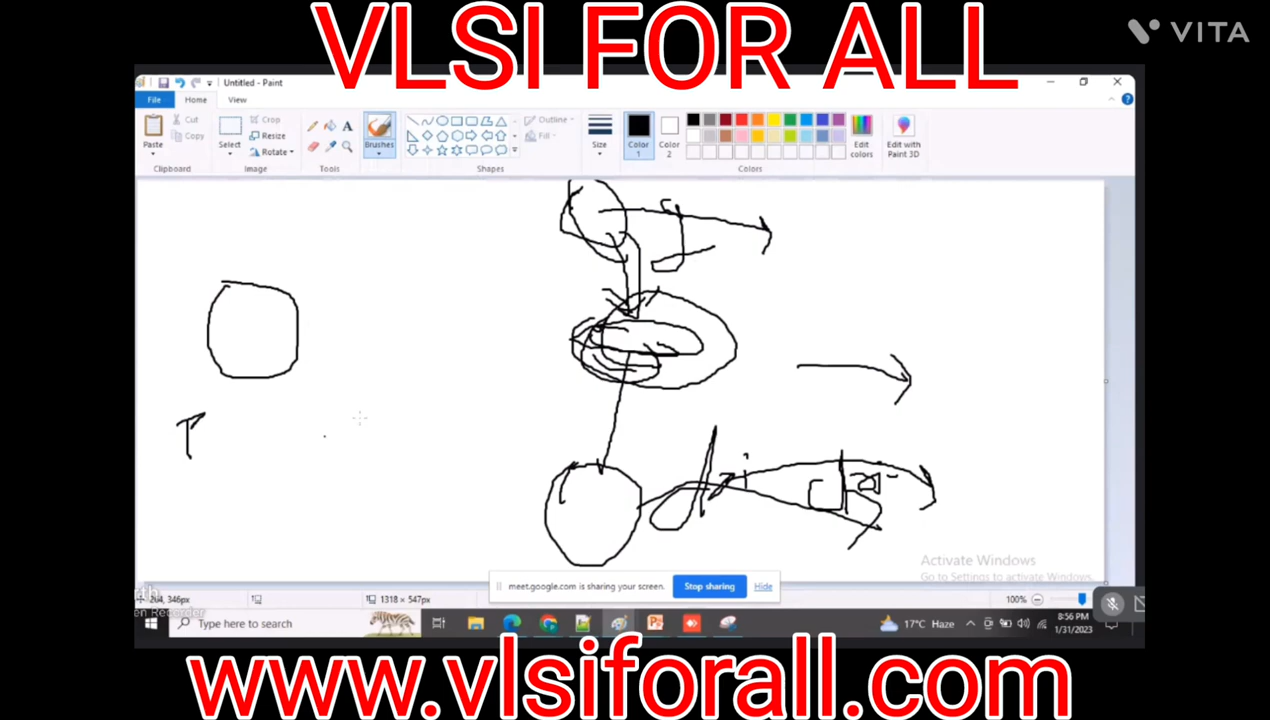 VLSI FOR ALL
VITA
Untitled - Paint
File Home View
Cut
Copy
Paste
Clipboard
Crop
Resize
Rotate
Select
Image
Tools
Brushes
Outline
Fill
Shapes
Size
Color 1
Color 2
Edit colors
Colors
Edit with Paint 3D
T
Activate Windows
Go to Settings to activate Windows.
meet.google.com is sharing your screen.
Stop sharing
Hide
1318 × 547px
100%
Type here to search
17°C Haze
8:56 PM
1/31/2023
www.vlsiforall.com